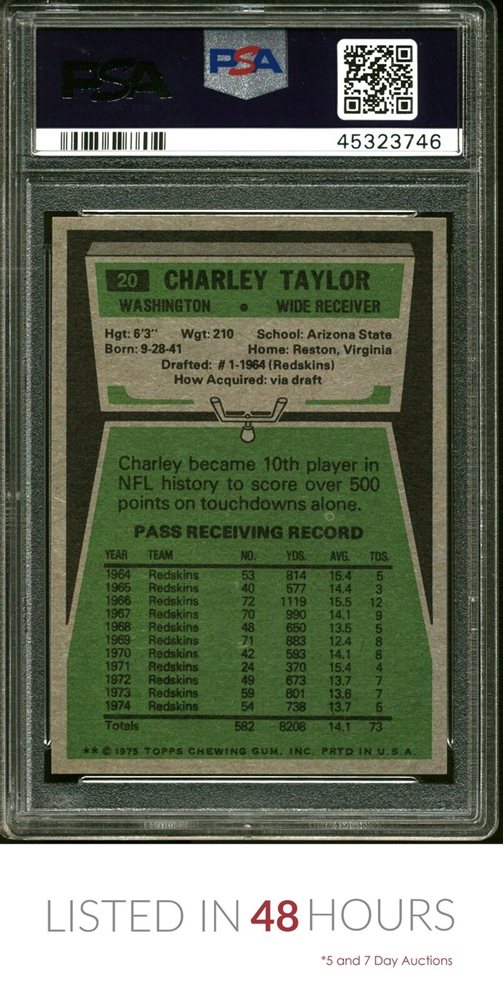 PSA PSA
45323746
20 CHARLEY TAYLOR
WASHINGTON • WIDE RECEIVER
Hgt: 6'3" Wgt: 210 School: Arizona State
Born: 9-28-41 Home: Reston, Virginia
Drafted: #1-1964 (Redskins)
How Acquired: via draft
Charley became 10th player in
NFL history to score over 500
points on touchdowns alone.
PASS RECEIVING RECORD
YEAR TEAM NO. YDS. AVG. TDS
1964 Redskins 53 814 15.4 5
1965 Redskins 40 577 14.4 3
1966 Redskins 72 1119 15.5 12
1967 Redskins 70 990 14.1 9
1968 Redskins 48 650 13.5 5
1969 Redskins 71 883 12.4 8
1970 Redskins 42 593 14.1 8
1971 Redskins 24 370 15.4 4
1972 Redskins 49 673 13.7 7
1973 Redskins 59 801 13.6 7
1974 Redskins 54 738 13.7 5
Totals 582 8208 14.1 73
** © 1975 TOPPS CHEWING GUM, INC. PRTD IN U.S.A.
LISTED IN 48 HOURS
*5 and 7 Day Auctions